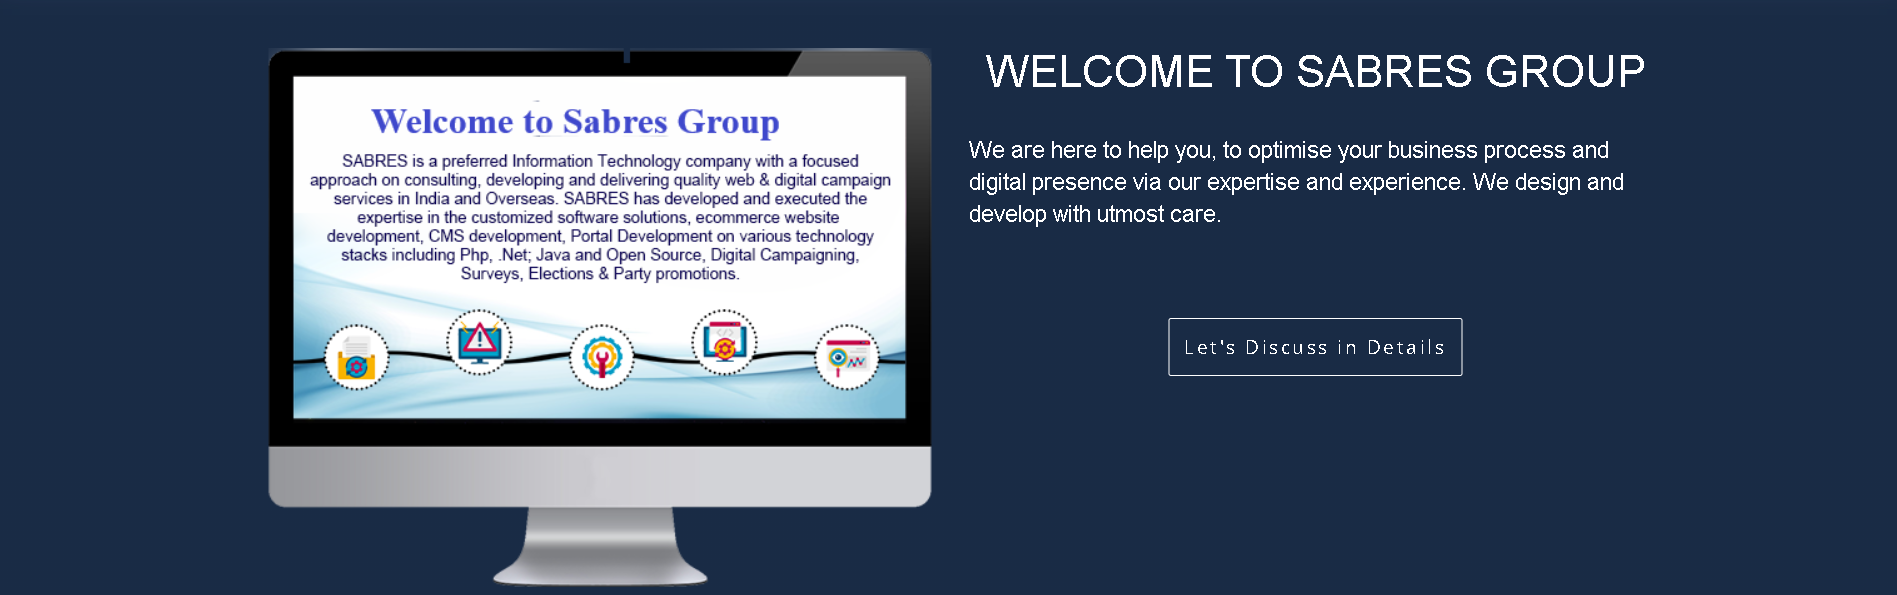 Welcome to Sabres Group
SABRES is a preferred Information Technology company with a focused
approach on consulting, developing and delivering quality web & digital campaign
services in India and Overseas. SABRES has developed and executed the
expertise in the customized software solutions, ecommerce website
development, CMS development, Portal Development on various technology
stacks including Php, .Net; Java and Open Source, Digital Campaigning,
Surveys, Elections & Party promotions.
WELCOME TO SABRES GROUP
We are here to help you, to optimise your business process and
digital presence via our expertise and experience. We design and
develop with utmost care.
Let's Discuss in Details